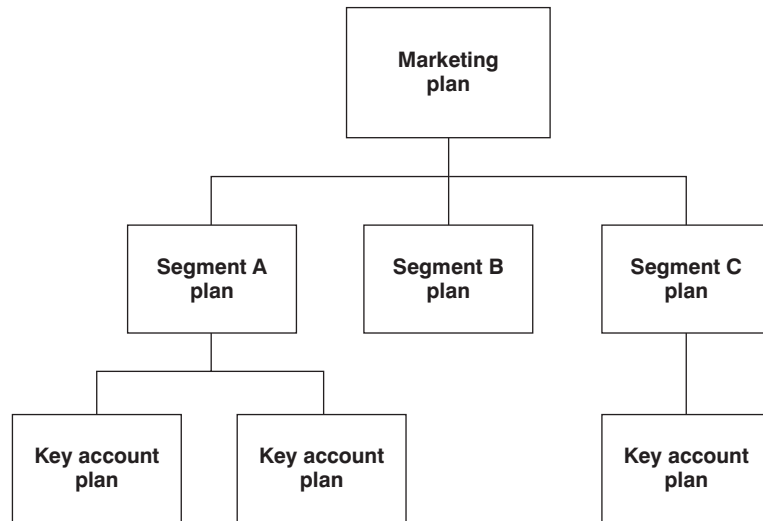 Marketing
plan
Segment A
plan
Segment B
plan
Segment C
plan
Key account
plan
Key account
plan
Key account
plan